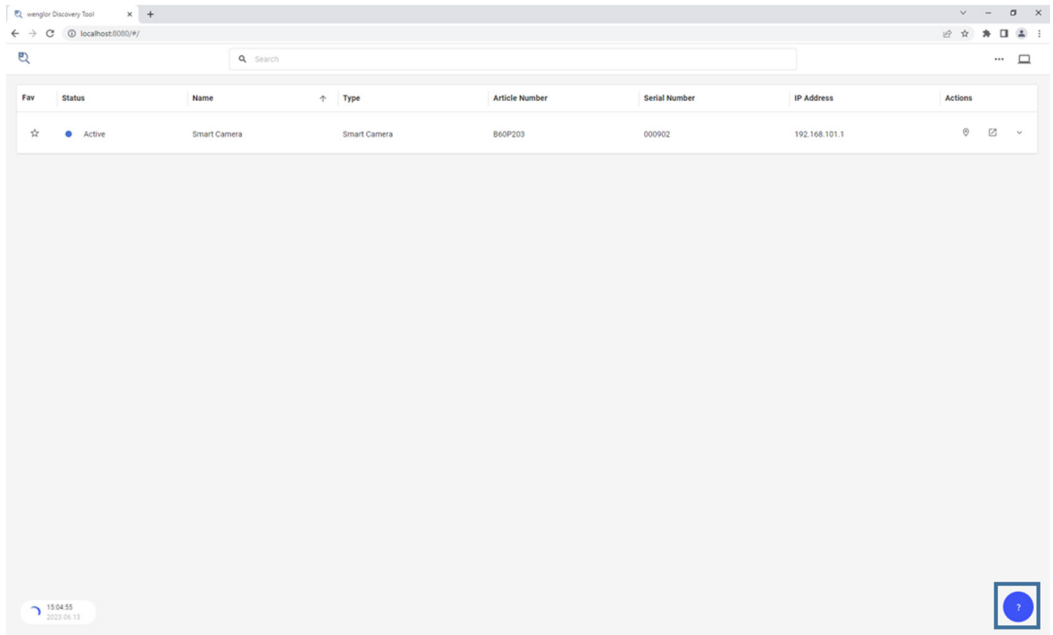 wenglor Discovery Tool
localhost:8080/#/
Search
Fav Status Name Type Article Number Serial Number IP Address Actions
Active Smart Camera Smart Camera B60P203 000902 192.168.101.1
15:04:55
2023.06.13
?